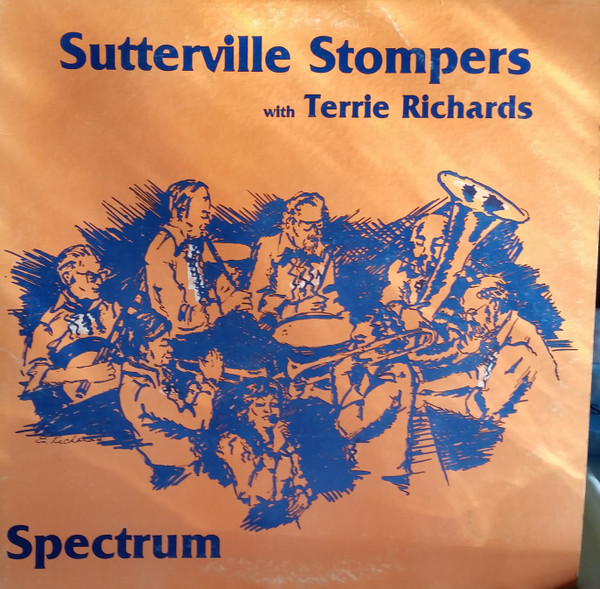 Sutterville Stompers
with Terrie Richards
Spectrum